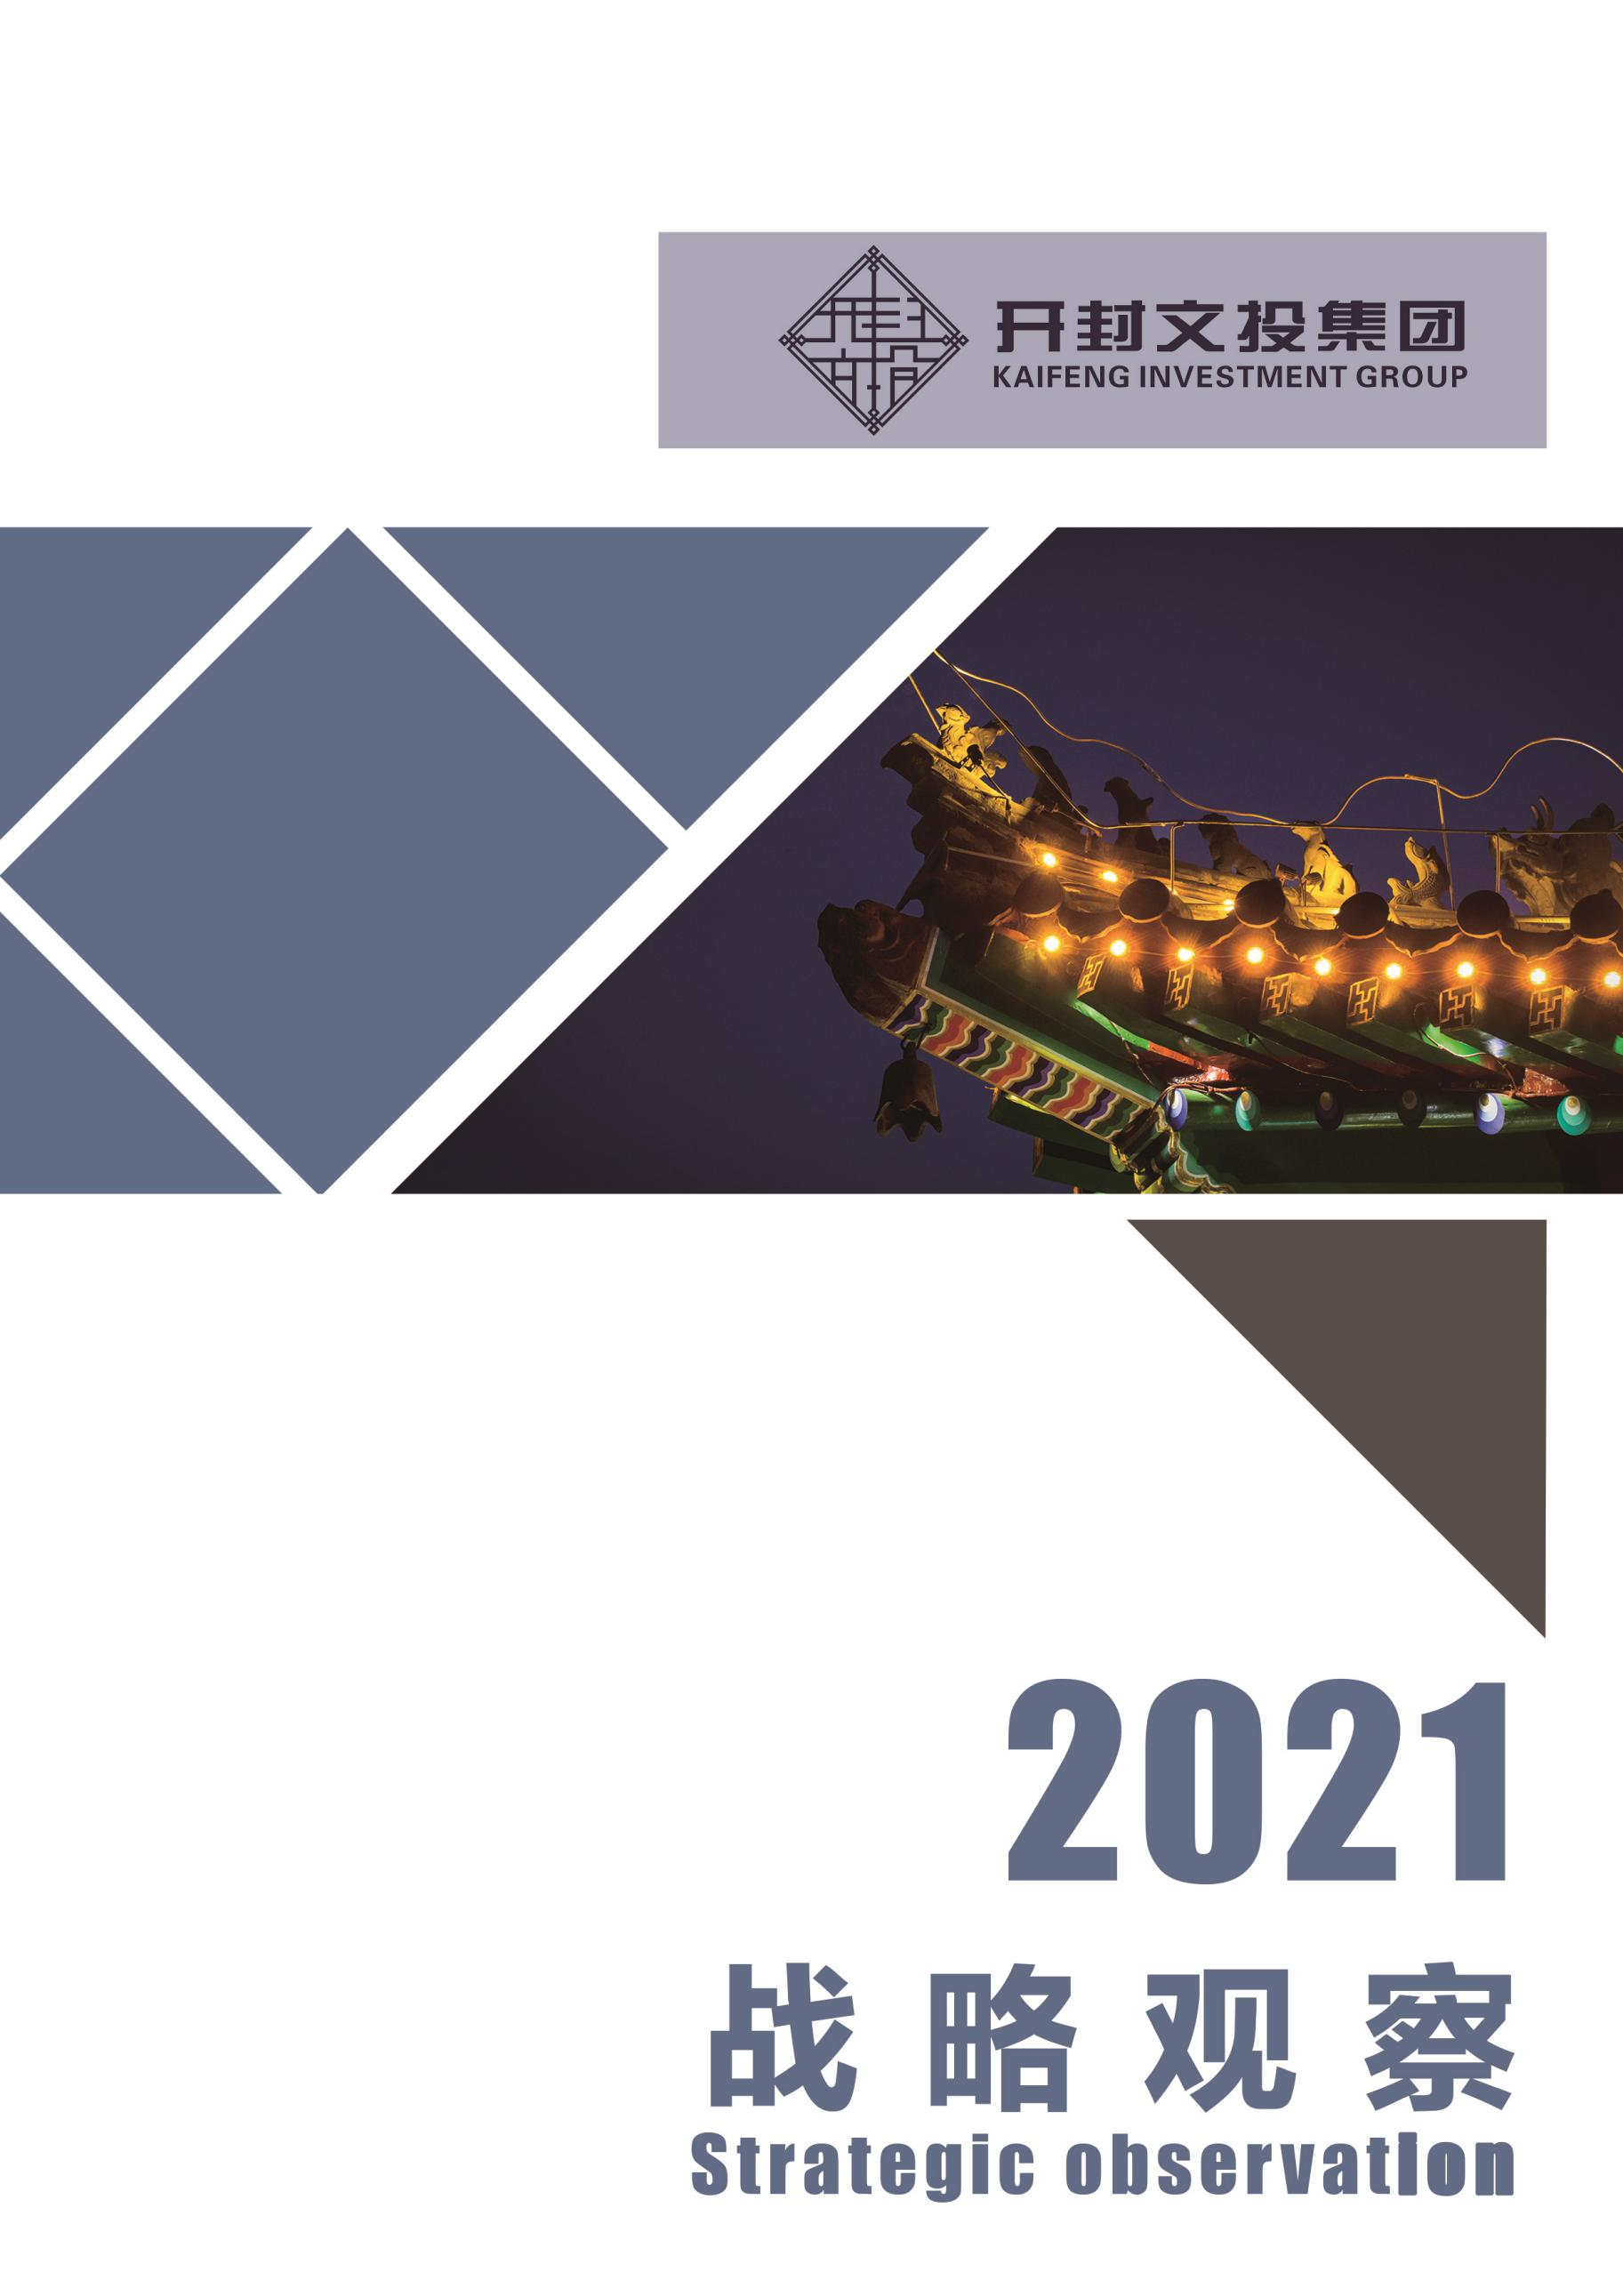 开封文投集团
KAIFENG INVESTMENT GROUP
2021
战略观察
Strategic observation